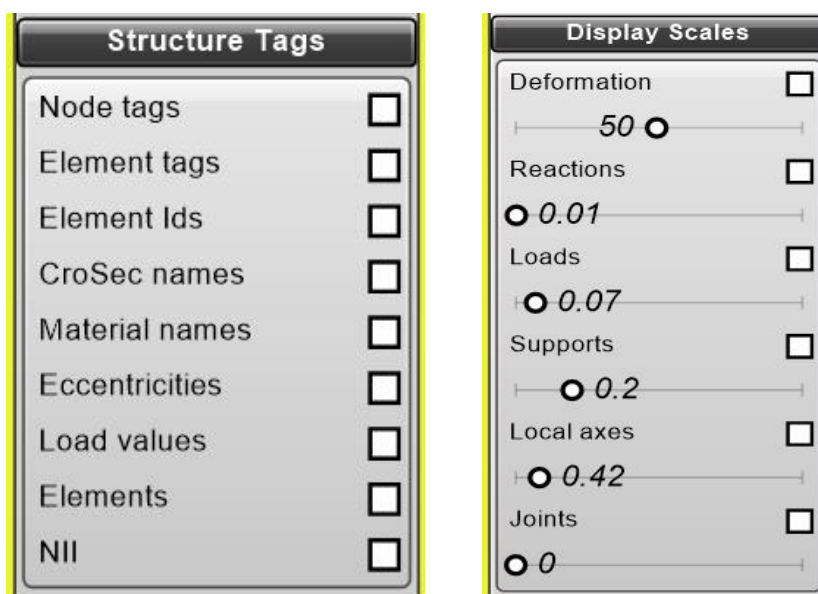 Structure Tags
Node tags
Element tags
Element Ids
CroSec names
Material names
Eccentricities
Load values
Elements
NII
Display Scales
Deformation
50
Reactions
0.01
Loads
0.07
Supports
0.2
Local axes
0.42
Joints
0